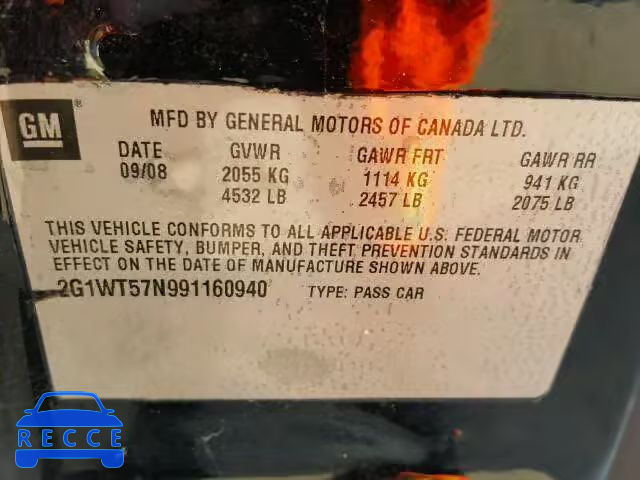 GM ®
MFD BY GENERAL MOTORS OF CANADA LTD.
DATE GVWR GAWR FRT GAWR RR
09/08 2055 KG 1114 KG 941 KG
4532 LB 2457 LB 2075 LB
THIS VEHICLE CONFORMS TO ALL APPLICABLE U.S. FEDERAL MOTOR
VEHICLE SAFETY, BUMPER, AND THEFT PREVENTION STANDARDS IN
EFFECT ON THE DATE OF MANUFACTURE SHOWN ABOVE.
2G1WT57N991160940 TYPE: PASS CAR
RECCE